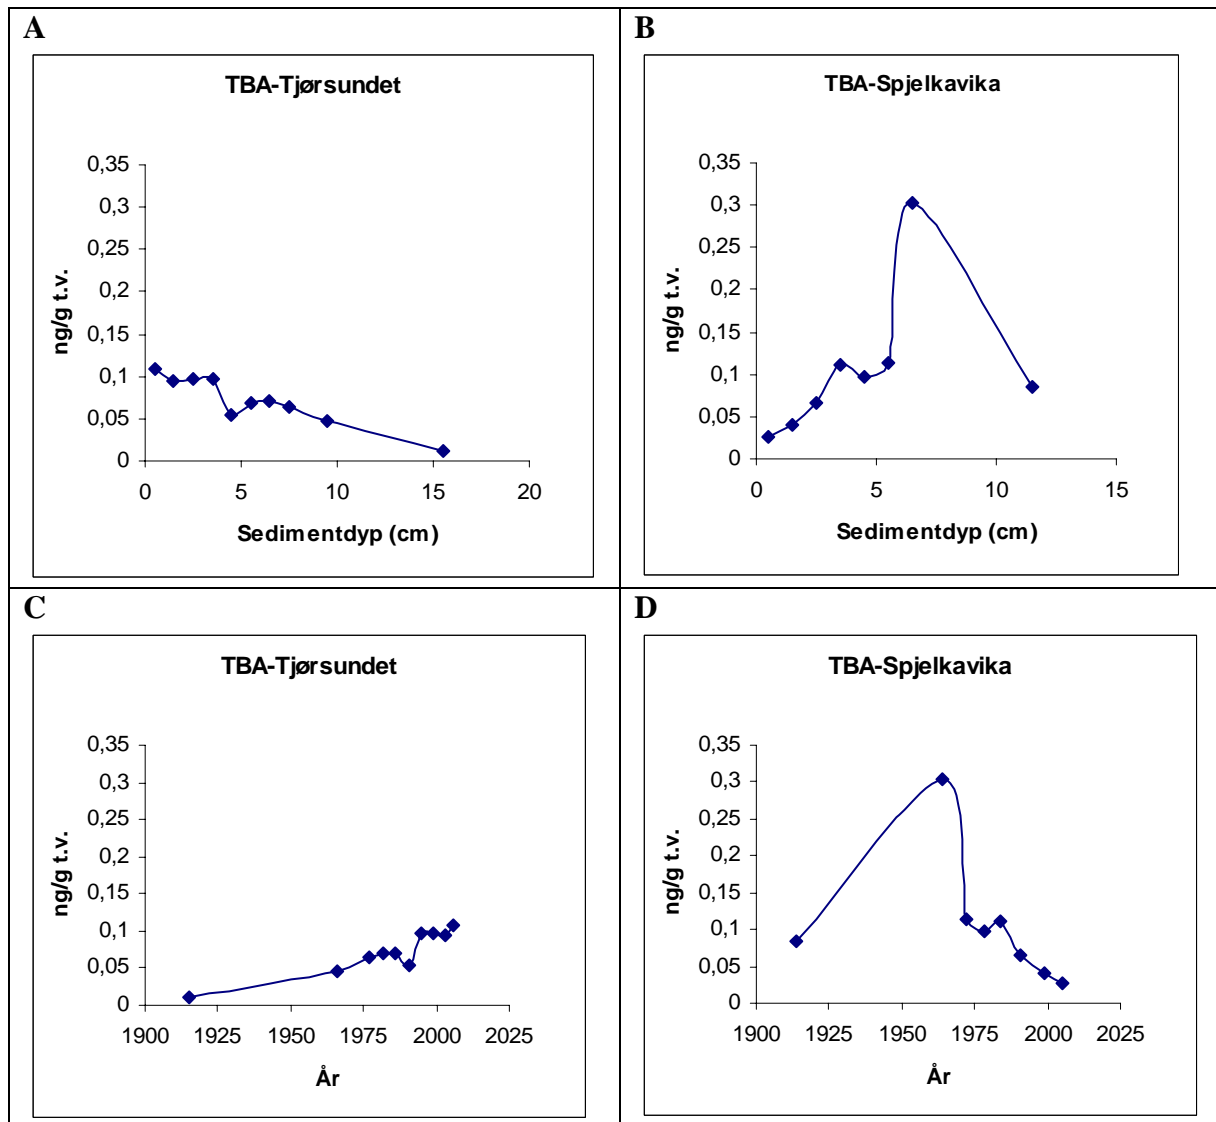 A
TBA-Tjørsundet
0,35
0,3
0,25
0,2
0,15
0,1
0,05
0
ng/g t.v.
0 5 10 15 20
Sedimentdyp (cm)
B
TBA-Spjelkavika
0,35
0,3
0,25
0,2
0,15
0,1
0,05
0
ng/g t.v.
0 5 10 15
Sedimentdyp (cm)
C
TBA-Tjørsundet
0,35
0,3
0,25
0,2
0,15
0,1
0,05
0
ng/g t.v.
1900 1925 1950 1975 2000 2025
År
D
TBA-Spjelkavika
0,35
0,3
0,25
0,2
0,15
0,1
0,05
0
ng/g t.v.
1900 1925 1950 1975 2000 2025
År